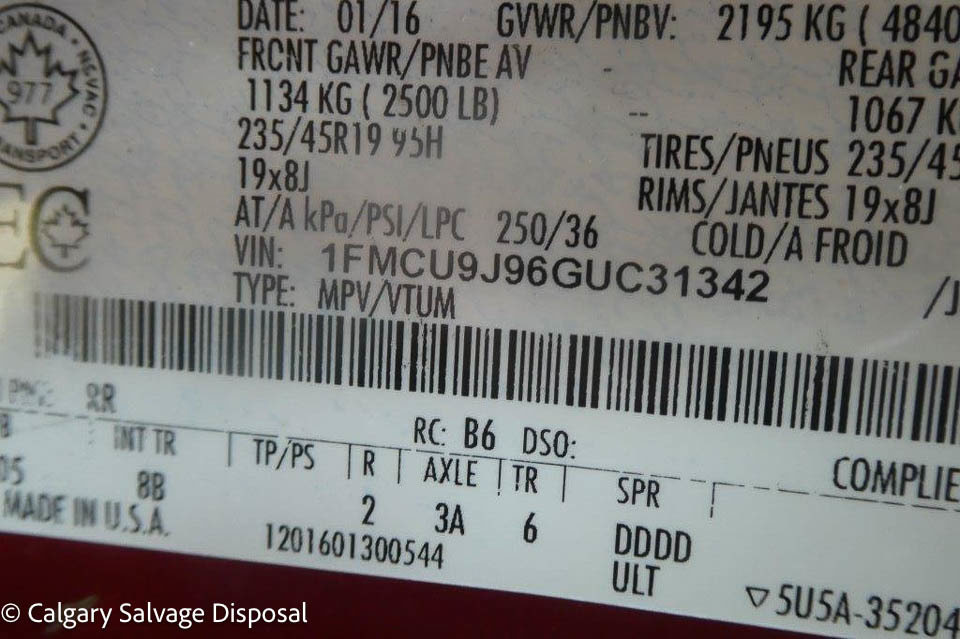 CANADA · NSVAC · TRANSPORT
977
EC
DATE: 01/16 GVWR/PNBV: 2195 KG ( 4840
FRONT GAWR/PNBE AV REAR GA
1134 KG ( 2500 LB) 1067 K
235/45R19 95H TIRES/PNEUS 235/45
19x8J RIMS/JANTES 19x8J
AT/A kPa/PSI/LPC 250/36 COLD/A FROID
VIN: 1FMCU9J96GUC31342
TYPE: MPV/VTUM /J
RR
RC: B6 DSO:
INT TR TP/PS R AXLE TR SPR COMPLIE
05 8B 2 3A 6 DDDD
MADE IN U.S.A. 1201601300544 ULT
▽5U5A-35204
© Calgary Salvage Disposal